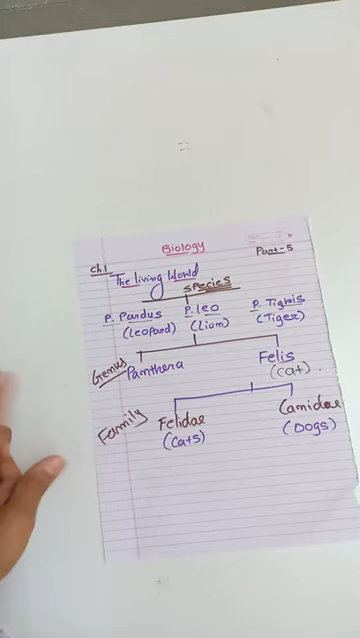 Biology
Part-5
Ch1
The living World
Species
P. Pardus P. leo P. Tigris
(Leopard) (Lion) (Tiger)
Genus Panthera Felis
(Cat).
Family Felidae Canidae
(Cats) (Dogs)